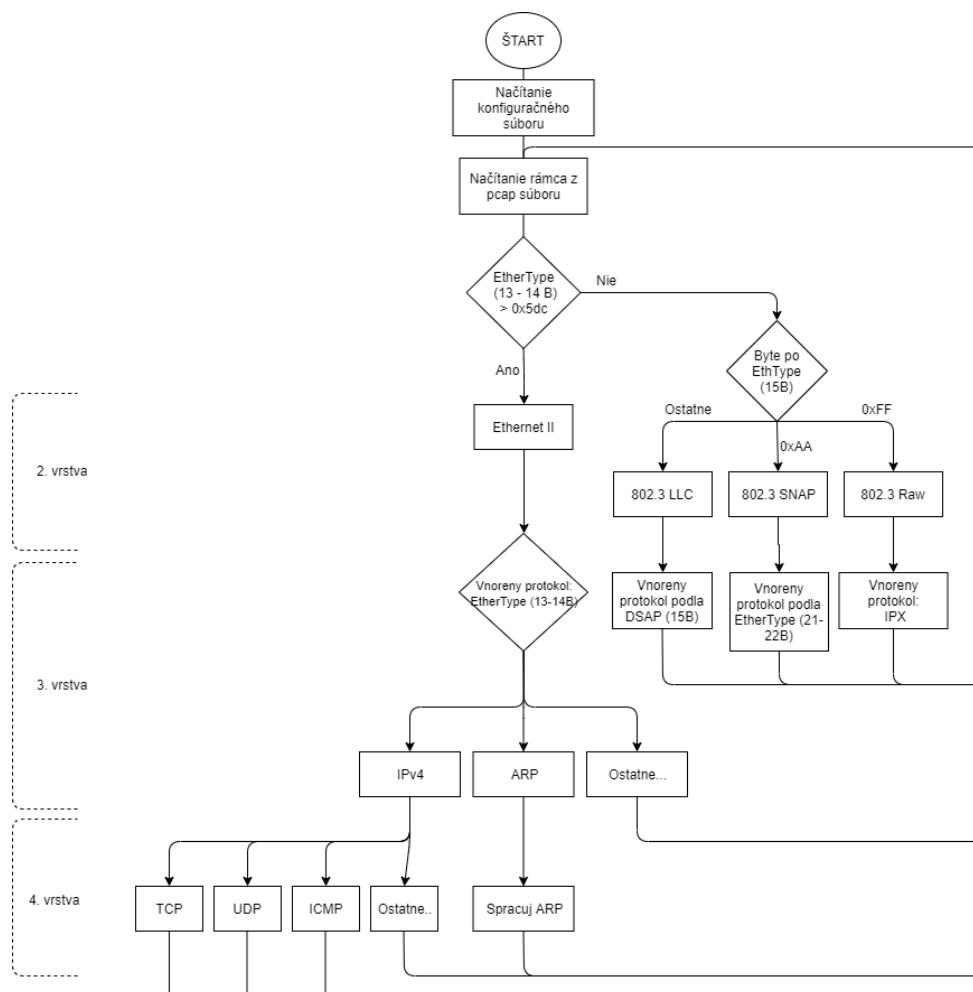 ŠTART
Načítanie
konfiguračného
súboru
Načítanie rámca z
pcap súboru
EtherType
(13 - 14 B)
> 0x5dc
Nie
Byte po
EthType
(15B)
Ano
Ostatne
0xFF
0xAA
Ethernet II
2. vrstva
802.3 LLC
802.3 SNAP
802.3 Raw
Vnoreny protokol:
EtherType (13-14B)
Vnoreny
protokol podla
DSAP (15B)
Vnoreny
protokol podla
EtherType (21-
22B)
Vnoreny
protokol:
IPX
3. vrstva
IPv4
ARP
Ostatne...
4. vrstva
TCP
UDP
ICMP
Ostatne..
Spracuj ARP